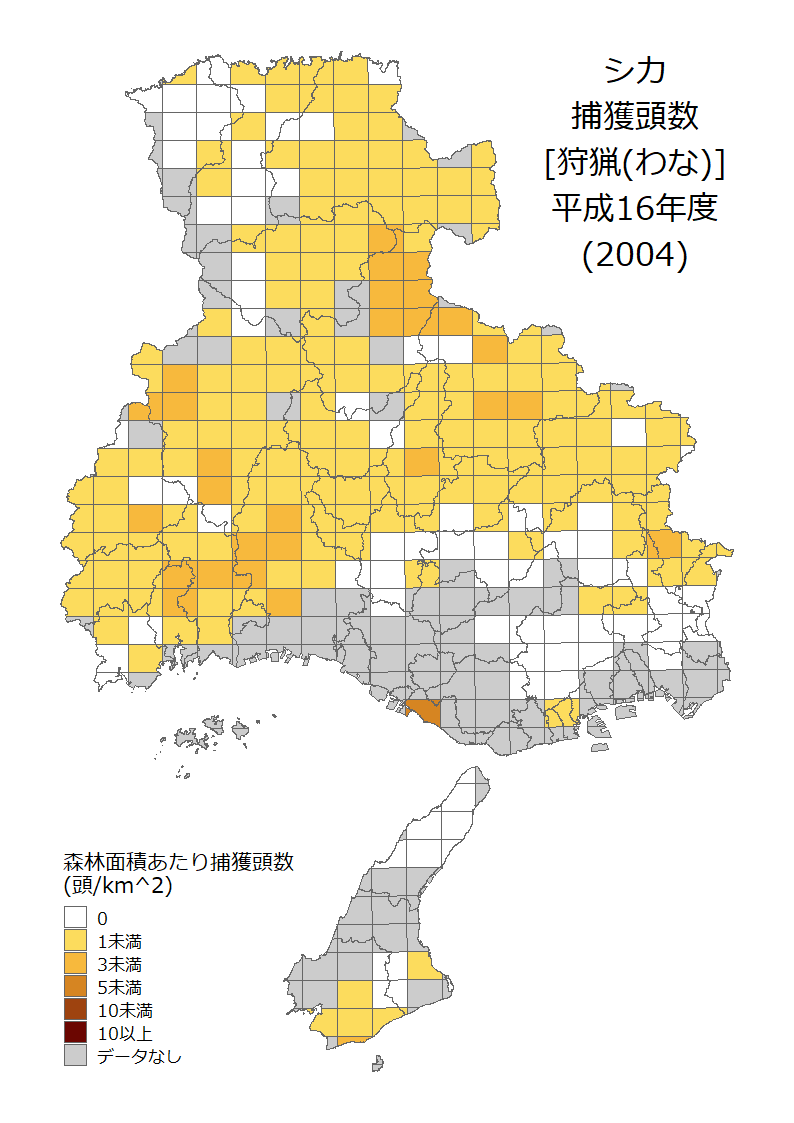 シカ
捕獲頭数
[狩猟(わな)]
平成16年度
(2004)
森林面積あたり捕獲頭数
(頭/km^2)
0
1未満
3未満
5未満
10未満
10以上
データなし